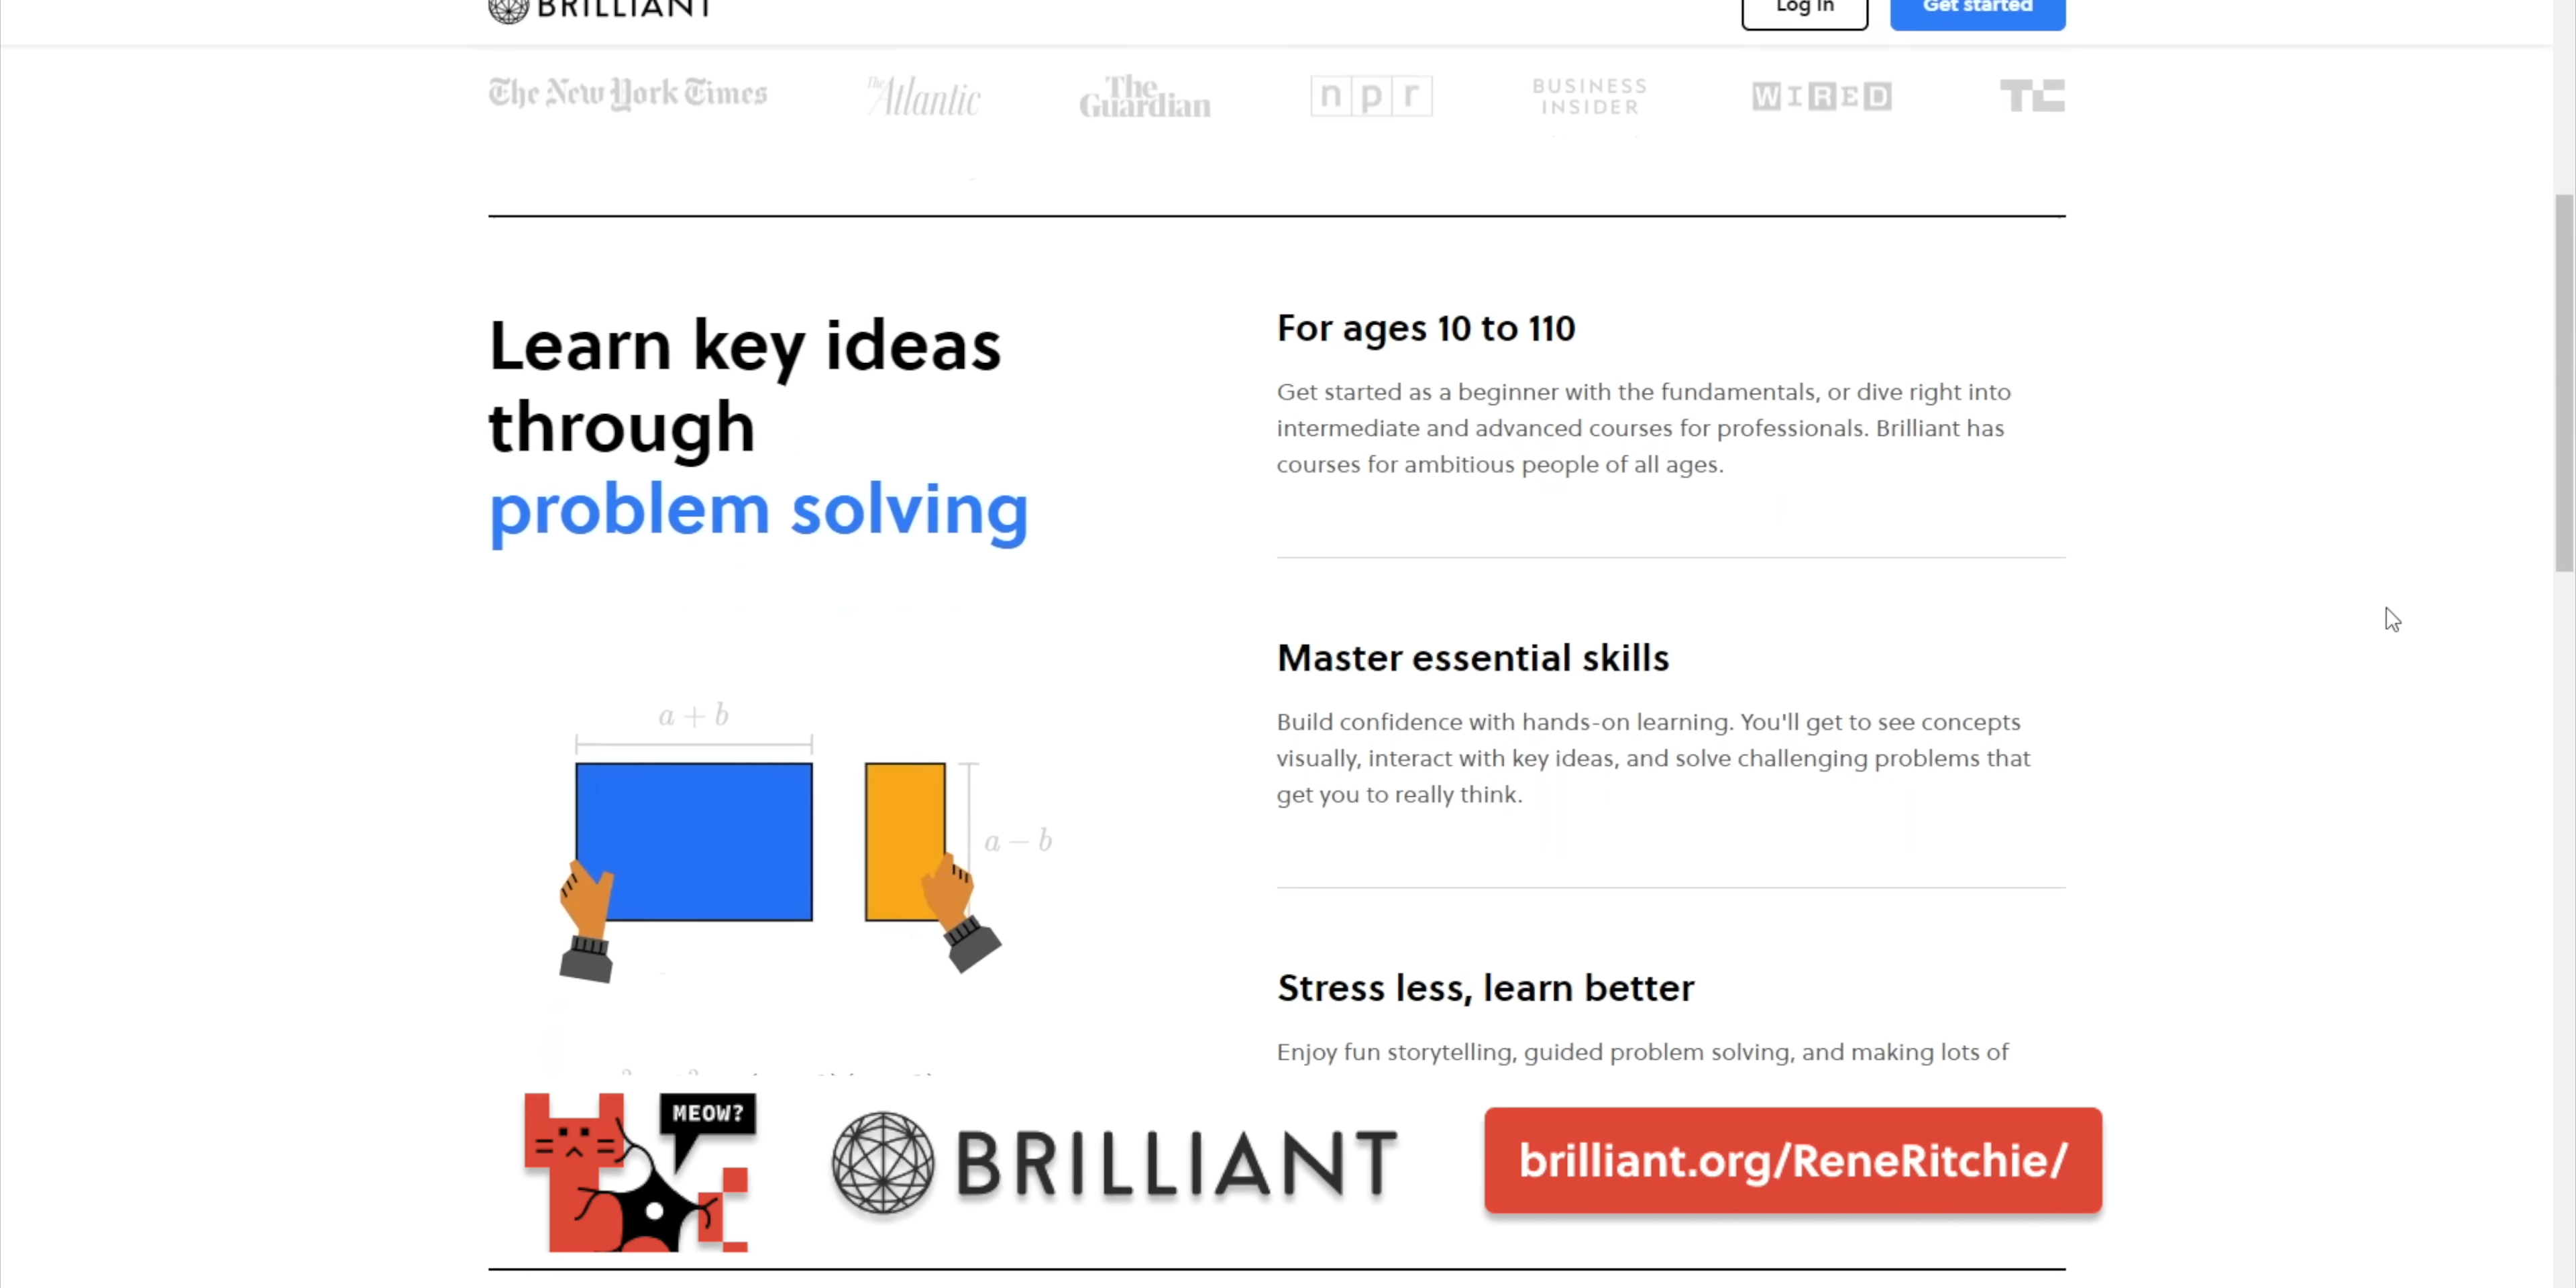 BRILLIANT
Log in
Get started
The New York Times
The Atlantic
The Guardian
npr
BUSINESS
INSIDER
WIRED
TC
Learn key ideas
through
problem solving
a + b
a − b
For ages 10 to 110
Get started as a beginner with the fundamentals, or dive right into
intermediate and advanced courses for professionals. Brilliant has
courses for ambitious people of all ages.
Master essential skills
Build confidence with hands-on learning. You'll get to see concepts
visually, interact with key ideas, and solve challenging problems that
get you to really think.
Stress less, learn better
Enjoy fun storytelling, guided problem solving, and making lots of
MEOW?
BRILLIANT
brilliant.org/ReneRitchie/